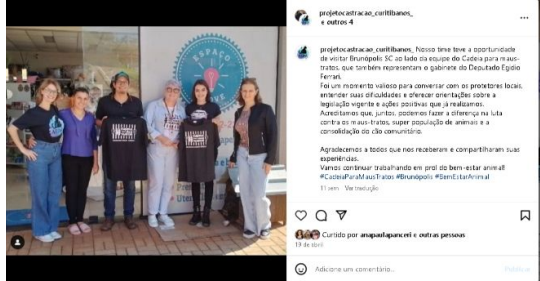 projetocastracao_curitibanos_
e outros 4
projetocastracao_curitibanos_ Nosso time teve a oportunidade
de visitar Brunópolis SC ao lado da equipe do Cadeia para maus-
tratos, que também representam o gabinete do Deputado Egidio
Ferrari.
Foi um momento valioso para conversar com os protetores locais,
entender suas dificuldades e oferecer orientações sobre a
legislação vigente e ações positivas que já realizamos.
Acreditamos que, juntos, podemos fazer a diferença na luta
contra os maus-tratos, super população de animais e a
consolidação do cão comunitário.
Agradecemos a todos que nos receberam e compartilharam suas
experiências.
Vamos continuar trabalhando em prol do bem-estar animal!
#CadeiaParaMausTratos #Brunópolis #BemEstarAnimal
11 sem Ver tradução
Curtido por anapaulapanceri e outras pessoas
19 de abril
Adicione um comentário...
Publicar
ESPAÇO